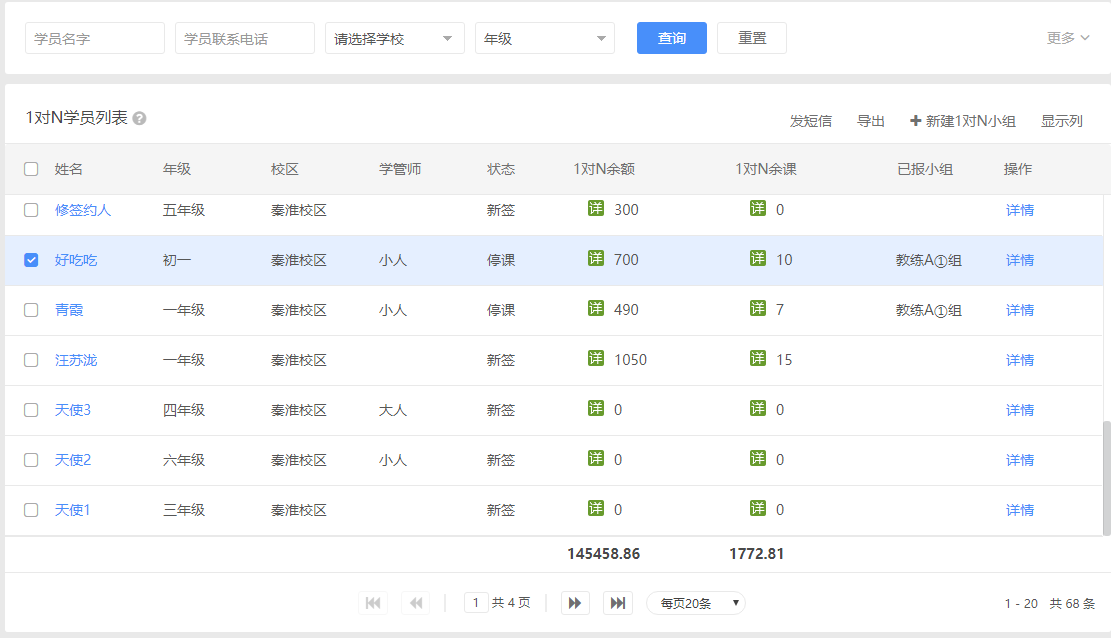 学员名字 学员联系电话 请选择学校 年级 查询 重置 更多
1对N学员列表 ?
发短信 导出 新建1对N小组 显示列
姓名 年级 校区 学管师 状态 1对N余额 1对N余课 已报小组 操作
修签约人 五年级 秦淮校区 新签 详 300 详 0 详情
好吃吃 初一 秦淮校区 小人 停课 详 700 详 10 教练A①组 详情
青霞 一年级 秦淮校区 小人 停课 详 490 详 7 教练A①组 详情
汪苏泷 一年级 秦淮校区 新签 详 1050 详 15 详情
天使3 四年级 秦淮校区 大人 新签 详 0 详 0 详情
天使2 六年级 秦淮校区 小人 新签 详 0 详 0 详情
天使1 三年级 秦淮校区 新签 详 0 详 0 详情
145458.86 1772.81
1 共 4 页 每页20条 1 - 20 共 68 条